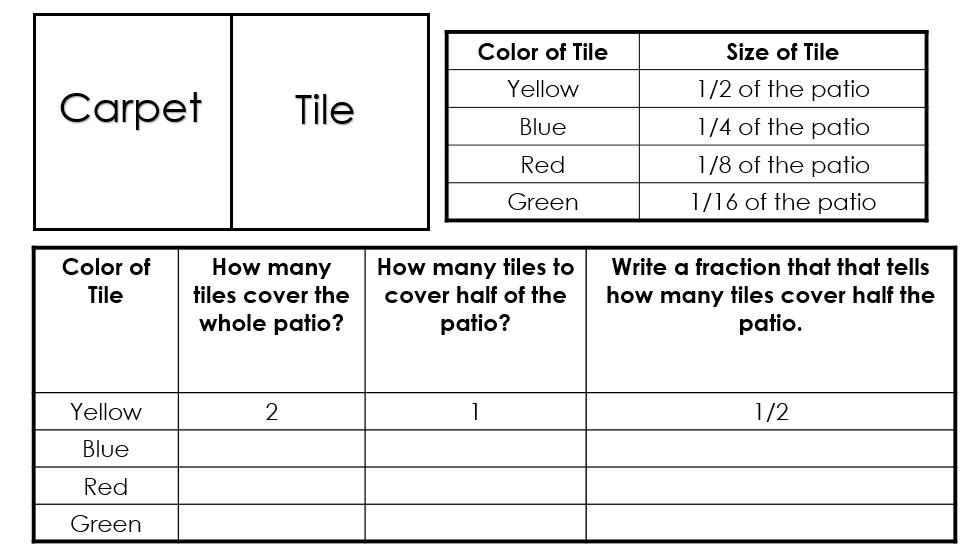 Carpet
Tile
Color of Tile Size of Tile
Yellow 1/2 of the patio
Blue 1/4 of the patio
Red 1/8 of the patio
Green 1/16 of the patio
Color of How many How many tiles to Write a fraction that that tells
Tile tiles cover the cover half of the how many tiles cover half the
whole patio? patio? patio.
Yellow 2 1 1/2
Blue
Red
Green